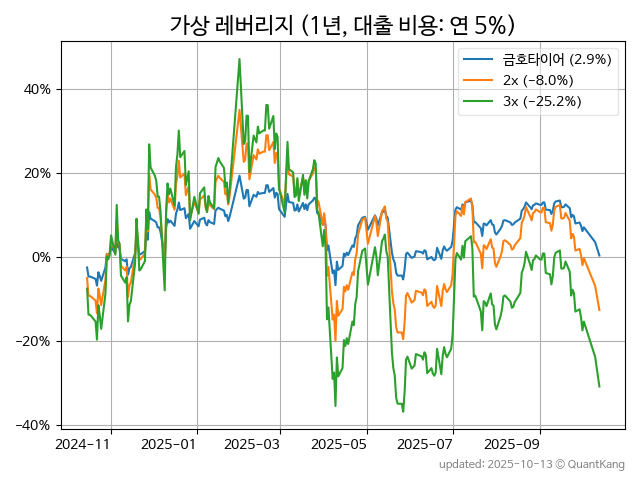 가상 레버리지 (1년, 대출 비용: 연 5%)
금호타이어 (2.9%)
2x (−8.0%)
3x (−25.2%)
40%
20%
0%
−20%
−40%
2024-11 2025-01 2025-03 2025-05 2025-07 2025-09
updated: 2025-10-13 © QuantKang